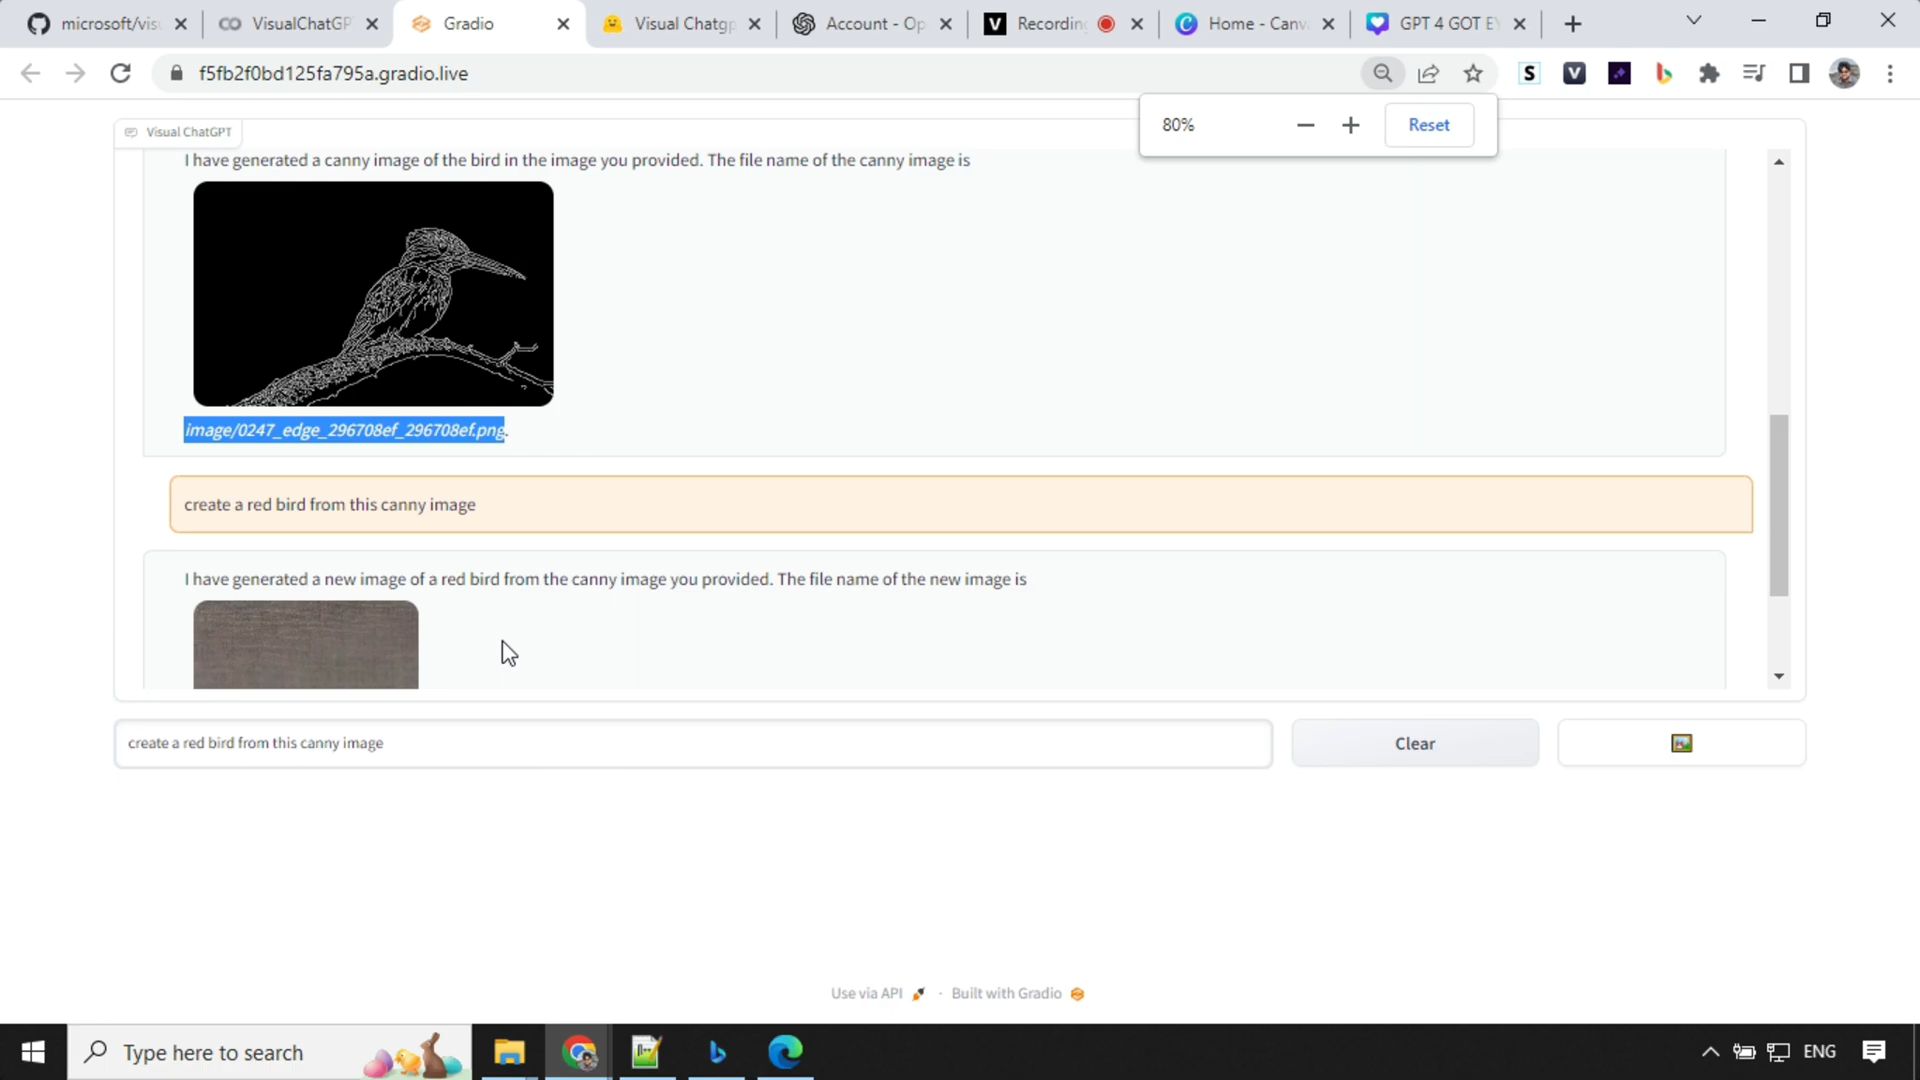 microsoft/vis
VisualChatGP
Gradio
Visual Chatgp
Account - Op
Recording
Home - Canv
GPT 4 GOT EY
f5fb2f0bd125fa795a.gradio.live
80%
Reset
Visual ChatGPT
I have generated a canny image of the bird in the image you provided. The file name of the canny image is
image/0247_edge_296708ef_296708ef.png.
create a red bird from this canny image
I have generated a new image of a red bird from the canny image you provided. The file name of the new image is
create a red bird from this canny image
Clear
Use via API · Built with Gradio
Type here to search
ENG